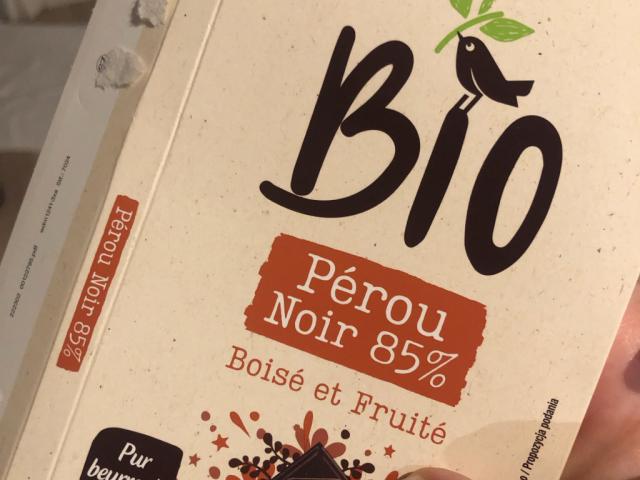 BIO
Pérou
Noir 85%
Boisé et Fruité
Pur
Pérou Noir 85%
/ Propozycja podania